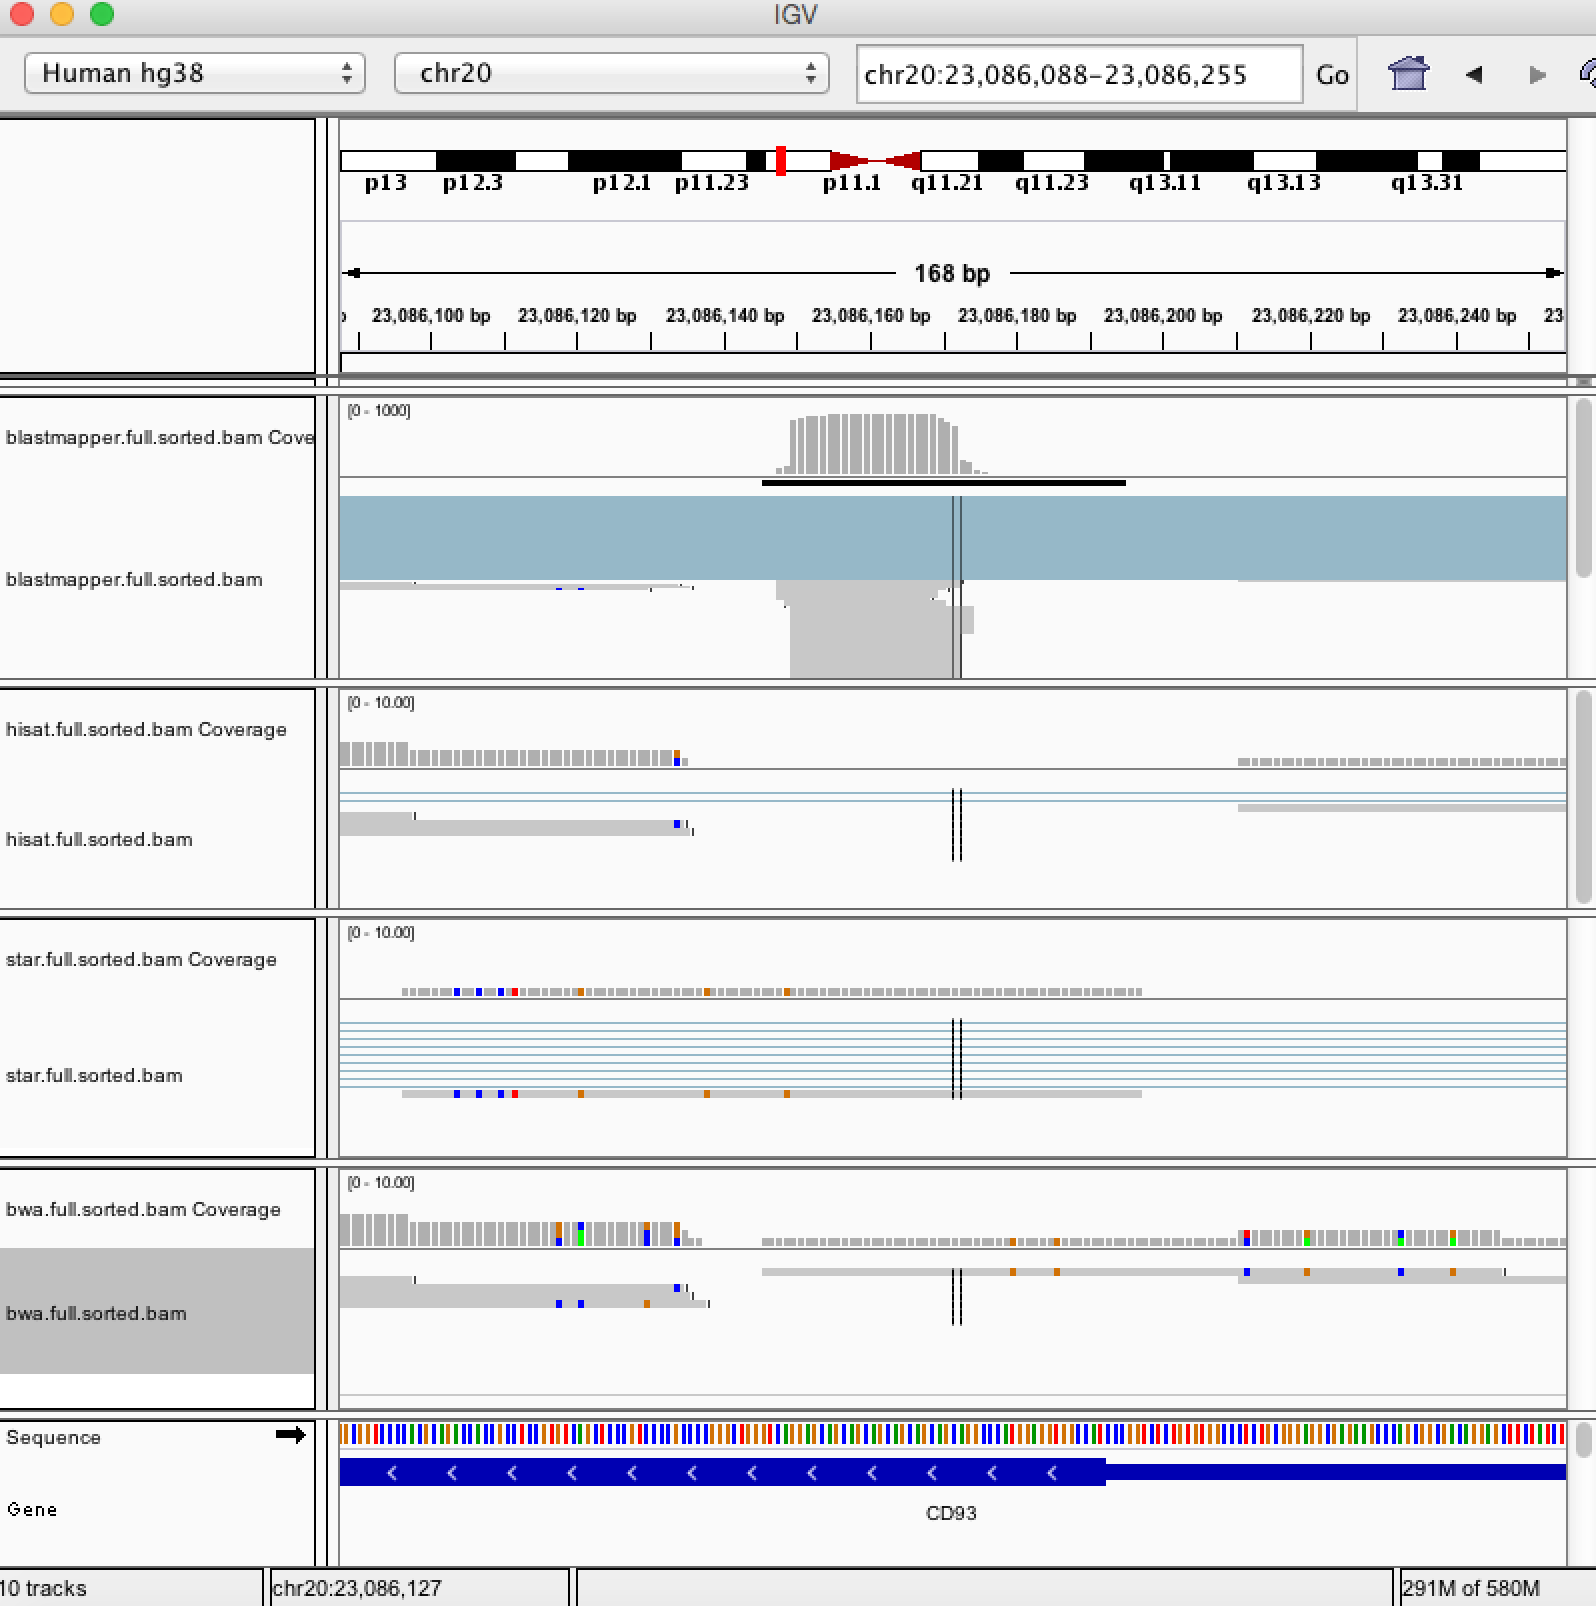 IGV
Human hg38
chr20
chr20:23,086,088-23,086,255
Go
p13
p12.3
p12.1
p11.23
p11.1
q11.21
q11.23
q13.11
q13.13
q13.31
168 bp
23,086,100 bp
23,086,120 bp
23,086,140 bp
23,086,160 bp
23,086,180 bp
23,086,200 bp
23,086,220 bp
23,086,240 bp
23
[0 - 1000]
blastmapper.full.sorted.bam Cove
blastmapper.full.sorted.bam
[0 - 10.00]
hisat.full.sorted.bam Coverage
hisat.full.sorted.bam
[0 - 10.00]
star.full.sorted.bam Coverage
star.full.sorted.bam
[0 - 10.00]
bwa.full.sorted.bam Coverage
bwa.full.sorted.bam
Sequence
Gene
CD93
10 tracks
chr20:23,086,127
291M of 580M